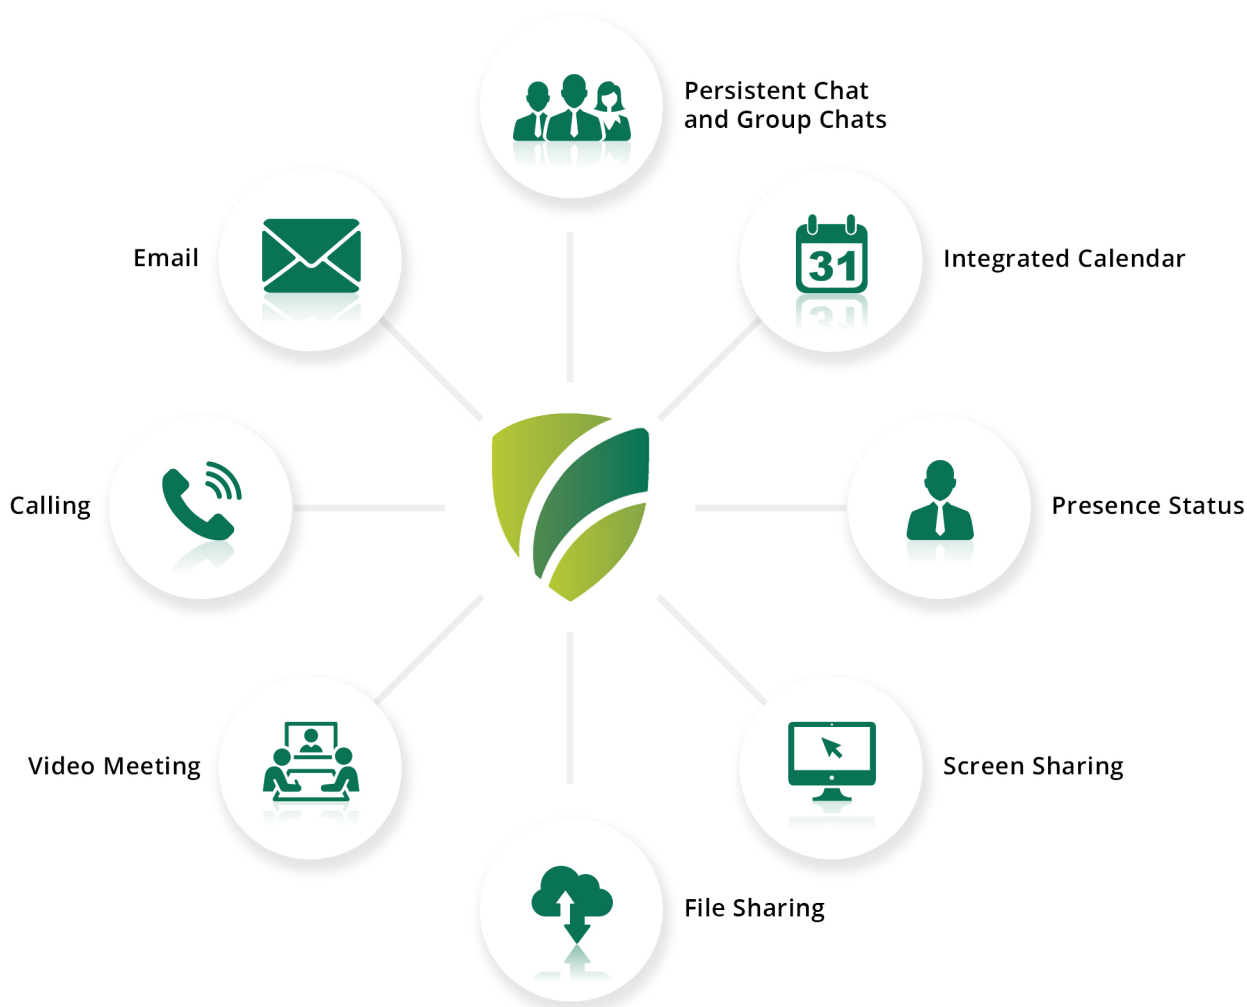 Persistent Chat
and Group Chats
Email
31
Integrated Calendar
Calling
Presence Status
Video Meeting
Screen Sharing
File Sharing